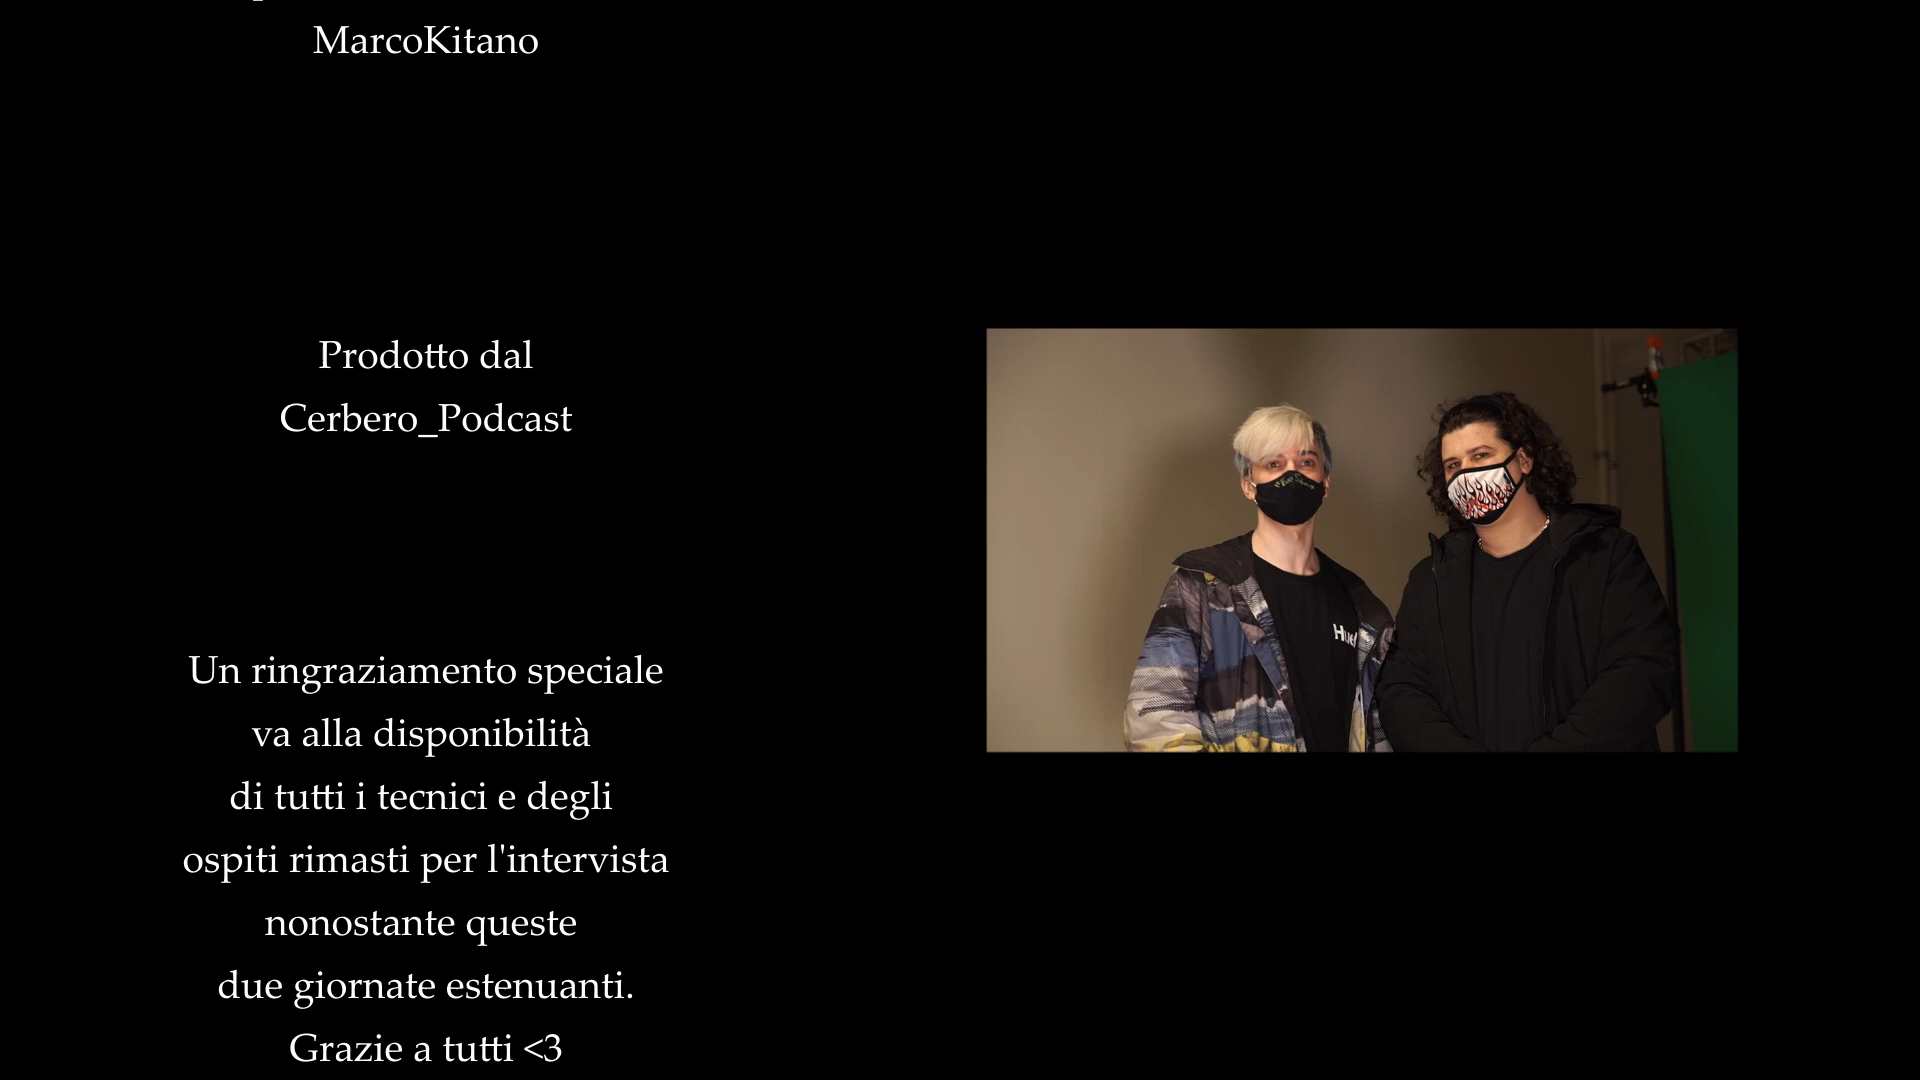 MarcoKitano
Prodotto dal
Cerbero_Podcast
Un ringraziamento speciale
va alla disponibilità
di tutti i tecnici e degli
ospiti rimasti per l'intervista
nonostante queste
due giornate estenuanti.
Grazie a tutti <3